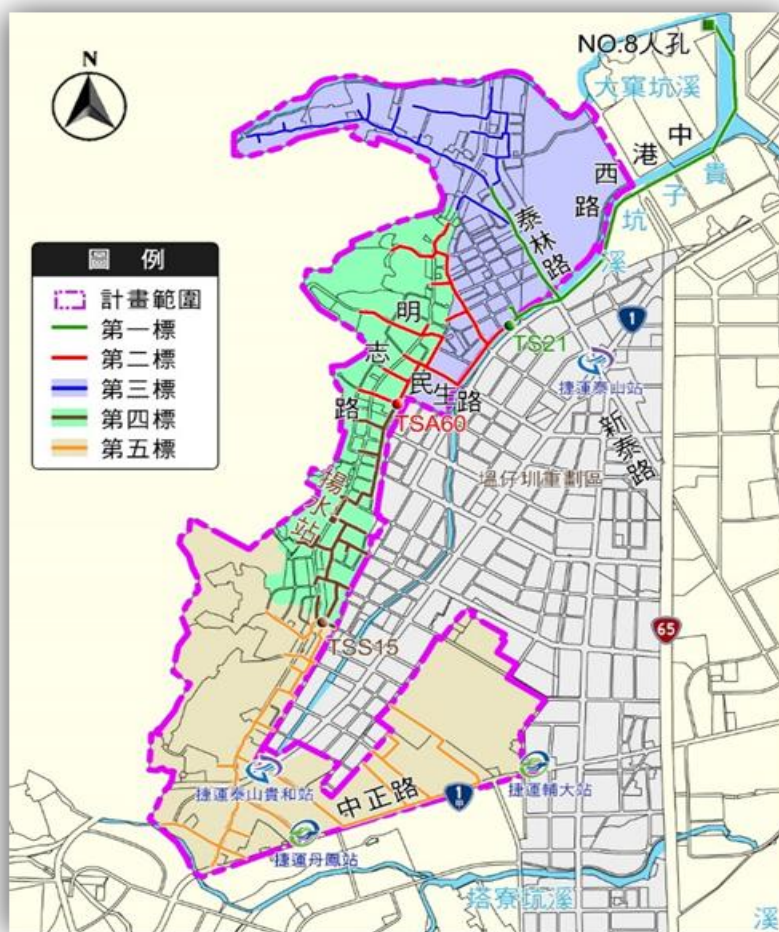 N
NO.8人孔
大窠坑溪
中港西路
貴子坑溪
泰林路
圖例
計畫範圍
第一標
第二標
第三標
第四標
第五標
明志路
民生路
TS21
1
捷運泰山站
TSA60
新泰路
塭仔圳重劃區
揚水站
TSS15
65
捷運泰山貴和站
中正路
1甲
捷運輔大站
捷運丹鳳站
塔寮坑溪
溪